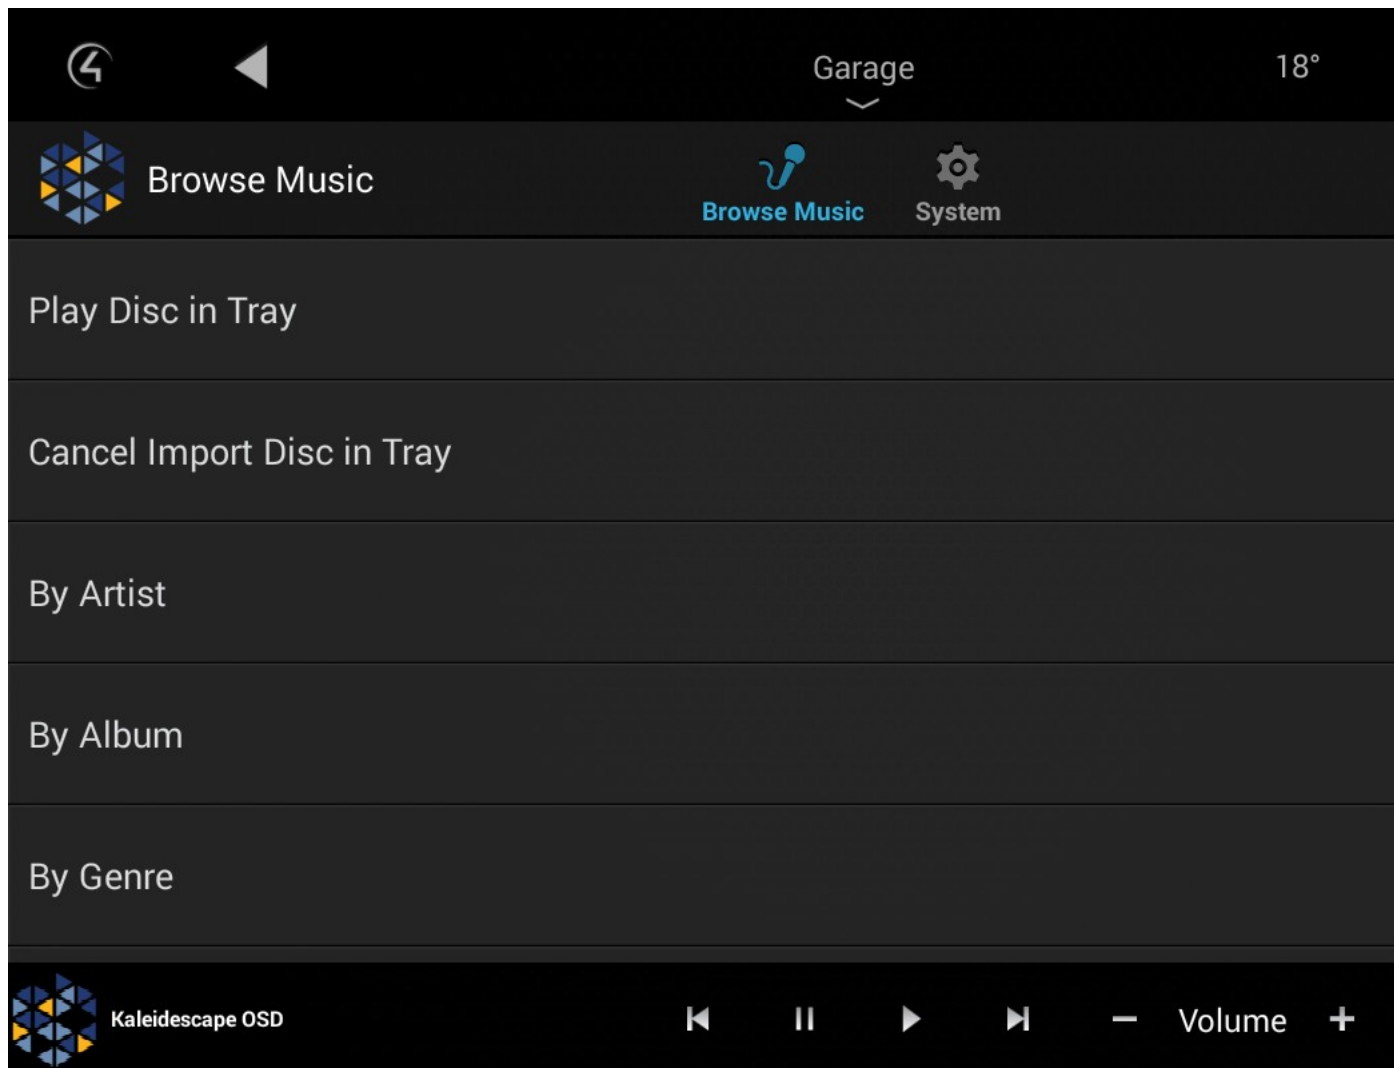 Garage
18°
Browse Music
Browse Music
System
Play Disc in Tray
Cancel Import Disc in Tray
By Artist
By Album
By Genre
Kaleidescape OSD
Volume